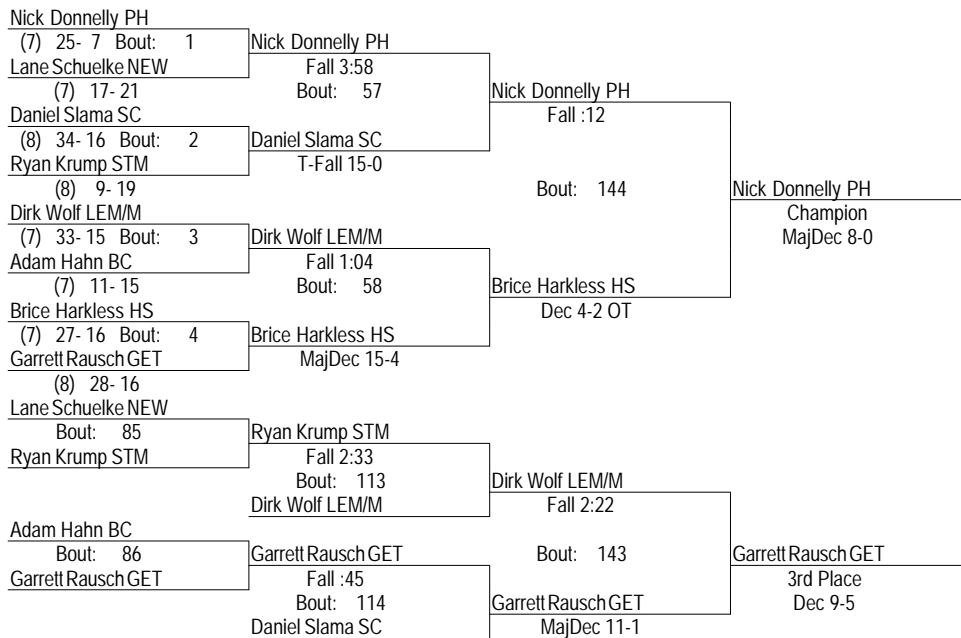 Nick Donnelly PH
(7) 25- 7 Bout: 1 Nick Donnelly PH
Lane Schuelke NEW Fall 3:58
(7) 17- 21 Bout: 57 Nick Donnelly PH
Daniel Slama SC Fall :12
(8) 34- 16 Bout: 2 Daniel Slama SC
Ryan Krump STM T-Fall 15-0
(8) 9- 19 Bout: 144 Nick Donnelly PH
Dirk Wolf LEM/M Champion
(7) 33- 15 Bout: 3 Dirk Wolf LEM/M MajDec 8-0
Adam Hahn BC Fall 1:04
(7) 11- 15 Bout: 58 Brice Harkless HS
Brice Harkless HS Dec 4-2 OT
(7) 27- 16 Bout: 4 Brice Harkless HS
Garrett Rausch GET MajDec 15-4
(8) 28- 16
Lane Schuelke NEW
Bout: 85 Ryan Krump STM
Ryan Krump STM Fall 2:33
Bout: 113 Dirk Wolf LEM/M
Dirk Wolf LEM/M Fall 2:22
Adam Hahn BC
Bout: 86 Garrett Rausch GET Bout: 143 Garrett Rausch GET
Garrett Rausch GET Fall :45 3rd Place
Bout: 114 Garrett Rausch GET Dec 9-5
Daniel Slama SC MajDec 11-1